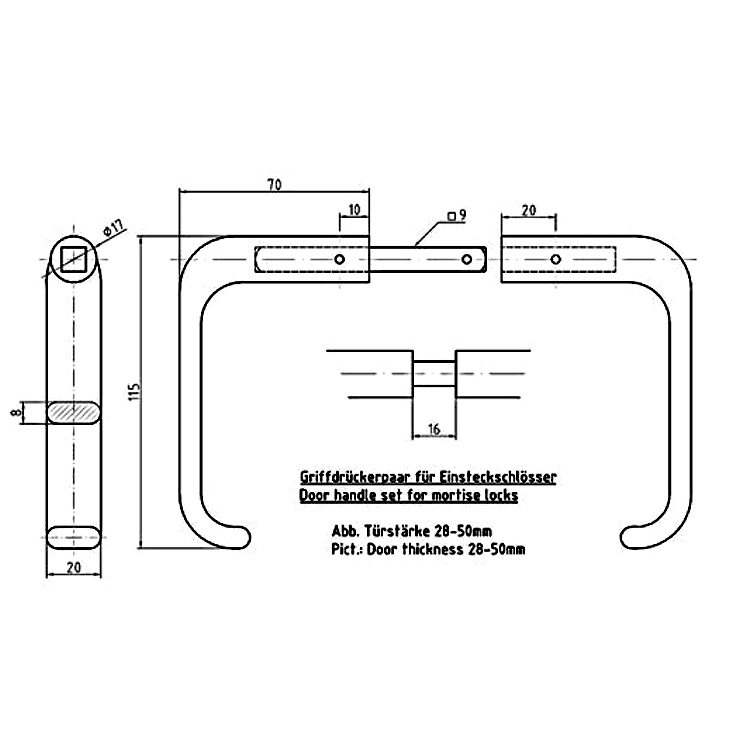 70
10
□9
20
ø17
115
8
16
20
Griffdrückerpaar für Einsteckschlösser
Door handle set for mortise locks
Abb. Türstärke 28-50mm
Pict.: Door thickness 28-50mm